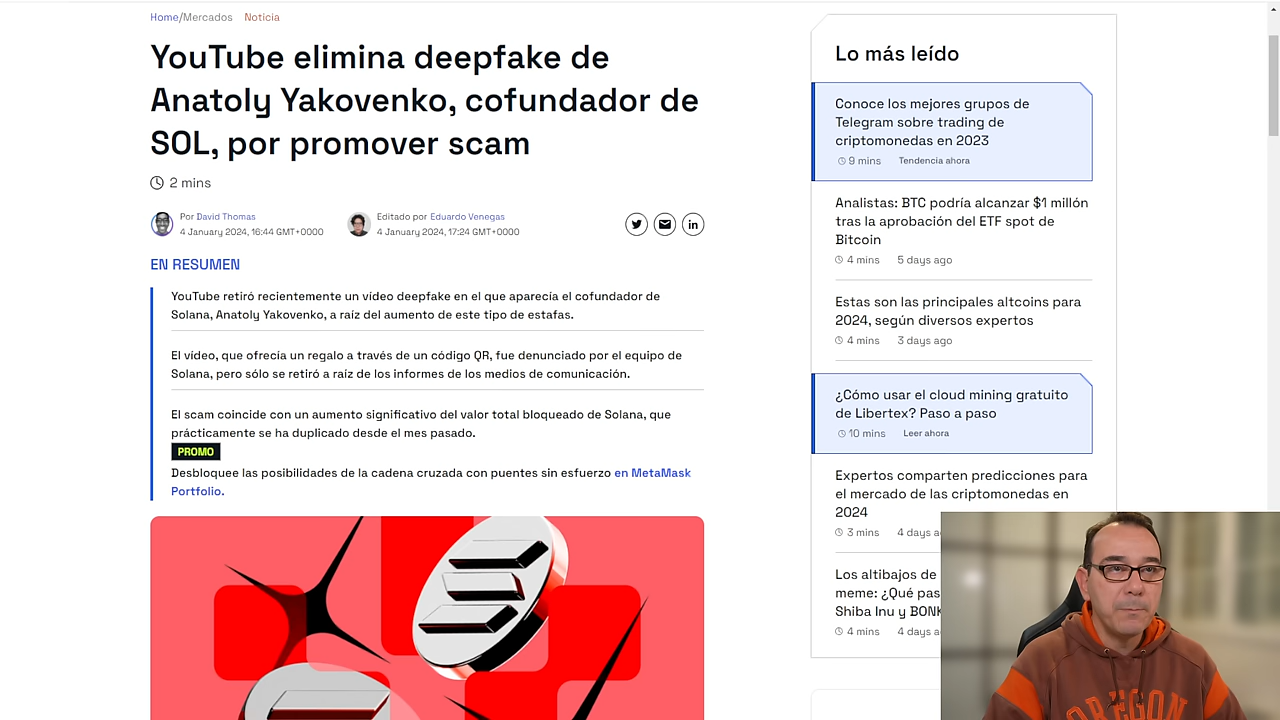 Home/Mercados Noticia
YouTube elimina deepfake de
Anatoly Yakovenko, cofundador de
SOL, por promover scam
2 mins
Por David Thomas
4 January 2024, 16:44 GMT+0000
Editado por Eduardo Venegas
4 January 2024, 17:24 GMT+0000
EN RESUMEN
YouTube retiró recientemente un vídeo deepfake en el que aparecía el cofundador de
Solana, Anatoly Yakovenko, a raíz del aumento de este tipo de estafas.
El vídeo, que ofrecía un regalo a través de un código QR, fue denunciado por el equipo de
Solana, pero sólo se retiró a raíz de los informes de los medios de comunicación.
El scam coincide con un aumento significativo del valor total bloqueado de Solana, que
prácticamente se ha duplicado desde el mes pasado.
PROMO
Desbloquee las posibilidades de la cadena cruzada con puentes sin esfuerzo en MetaMask
Portfolio.
Lo más leído
Conoce los mejores grupos de
Telegram sobre trading de
criptomonedas en 2023
9 mins Tendencia ahora
Analistas: BTC podría alcanzar $1 millón
tras la aprobación del ETF spot de
Bitcoin
4 mins 5 days ago
Estas son las principales altcoins para
2024, según diversos expertos
4 mins 3 days ago
¿Cómo usar el cloud mining gratuito
de Libertex? Paso a paso
10 mins Leer ahora
Expertos comparten predicciones para
el mercado de las criptomonedas en
2024
3 mins 4 days a
Los altibajos de
meme: ¿Qué pas
Shiba Inu y BONK
4 mins 4 days a
OREGON